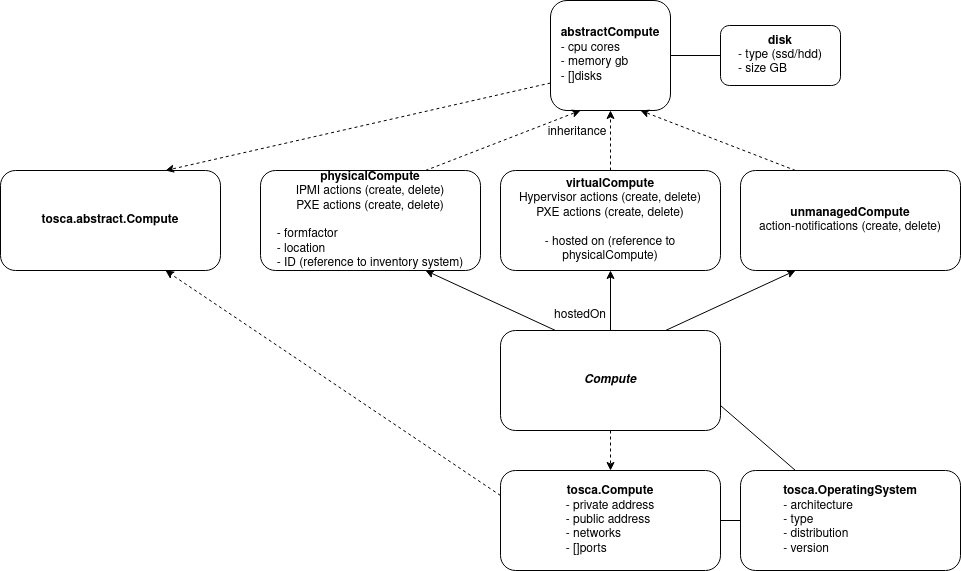 abstractCompute
- cpu cores
- memory gb
- []disks
disk
- type (ssd/hdd)
- size GB
inheritance
tosca.abstract.Compute
physicalCompute
IPMI actions (create, delete)
PXE actions (create, delete)
- formfactor
- location
- ID (reference to inventory system)
virtualCompute
Hypervisor actions (create, delete)
PXE actions (create, delete)
- hosted on (reference to
physicalCompute)
unmanagedCompute
action-notifications (create, delete)
hostedOn
Compute
tosca.Compute
- private address
- public address
- networks
- []ports
tosca.OperatingSystem
- architecture
- type
- distribution
- version